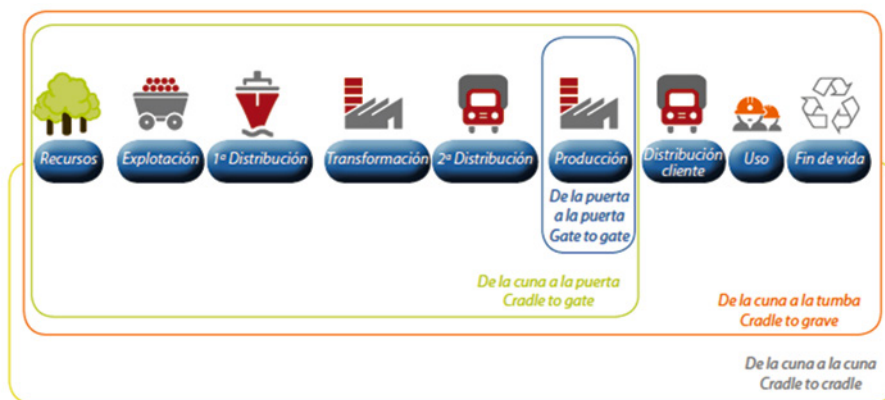 Recursos
Explotación
1ª Distribución
Transformación
2ª Distribución
Producción
Distribución
cliente
Uso
Fin de vida
De la puerta
a la puerta
Gate to gate
De la cuna a la puerta
Cradle to gate
De la cuna a la tumba
Cradle to grave
De la cuna a la cuna
Cradle to cradle